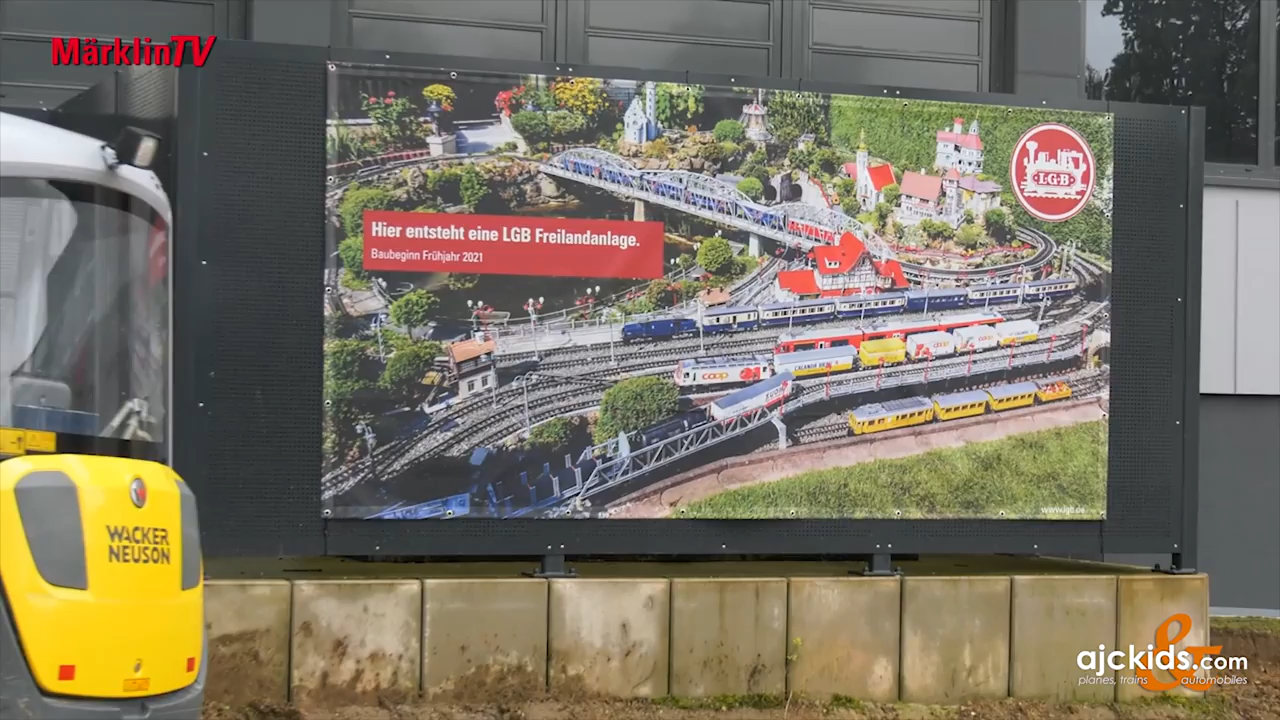 MärklinTV
L·G·B
Hier entsteht eine LGB Freilandanlage.
Baubeginn Frühjahr 2021
coop
CALANDA
www.lgb.de
WACKER
NEUSON
ajckids.com
planes, trains & automobiles